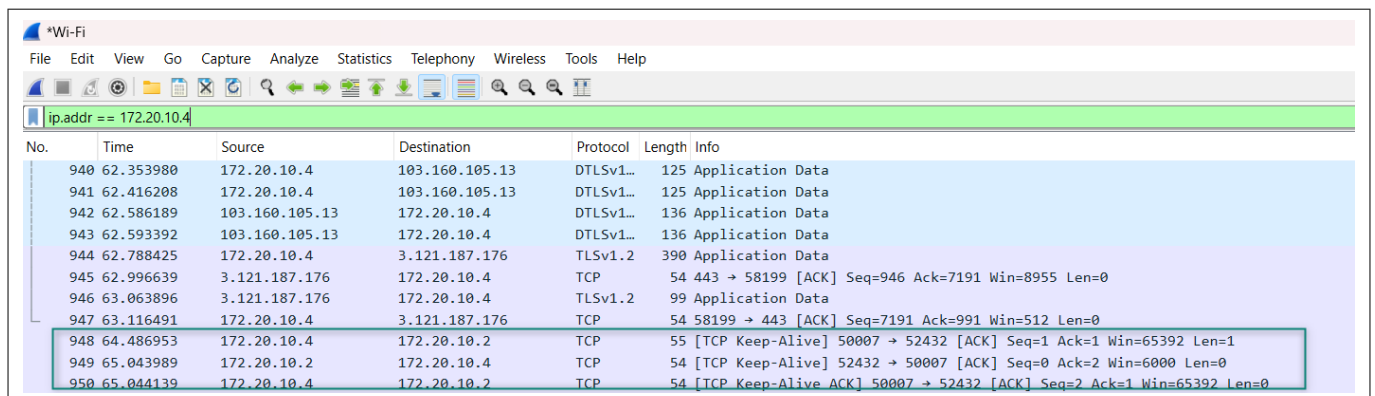 *Wi-Fi
File Edit View Go Capture Analyze Statistics Telephony Wireless Tools Help
ip.addr == 172.20.10.4
No. Time Source Destination Protocol Length Info
940 62.353980 172.20.10.4 103.160.105.13 DTLSv1… 125 Application Data
941 62.416208 172.20.10.4 103.160.105.13 DTLSv1… 125 Application Data
942 62.586189 103.160.105.13 172.20.10.4 DTLSv1… 136 Application Data
943 62.593392 103.160.105.13 172.20.10.4 DTLSv1… 136 Application Data
944 62.788425 172.20.10.4 3.121.187.176 TLSv1.2 390 Application Data
945 62.996639 3.121.187.176 172.20.10.4 TCP 54 443 → 58199 [ACK] Seq=946 Ack=7191 Win=8955 Len=0
946 63.063896 3.121.187.176 172.20.10.4 TLSv1.2 99 Application Data
947 63.116491 172.20.10.4 3.121.187.176 TCP 54 58199 → 443 [ACK] Seq=7191 Ack=991 Win=512 Len=0
948 64.486953 172.20.10.4 172.20.10.2 TCP 55 [TCP Keep-Alive] 50007 → 52432 [ACK] Seq=1 Ack=1 Win=65392 Len=1
949 65.043989 172.20.10.2 172.20.10.4 TCP 54 [TCP Keep-Alive] 52432 → 50007 [ACK] Seq=0 Ack=2 Win=6000 Len=0
950 65.044139 172.20.10.4 172.20.10.2 TCP 54 [TCP Keep-Alive ACK] 50007 → 52432 [ACK] Seq=2 Ack=1 Win=65392 Len=0